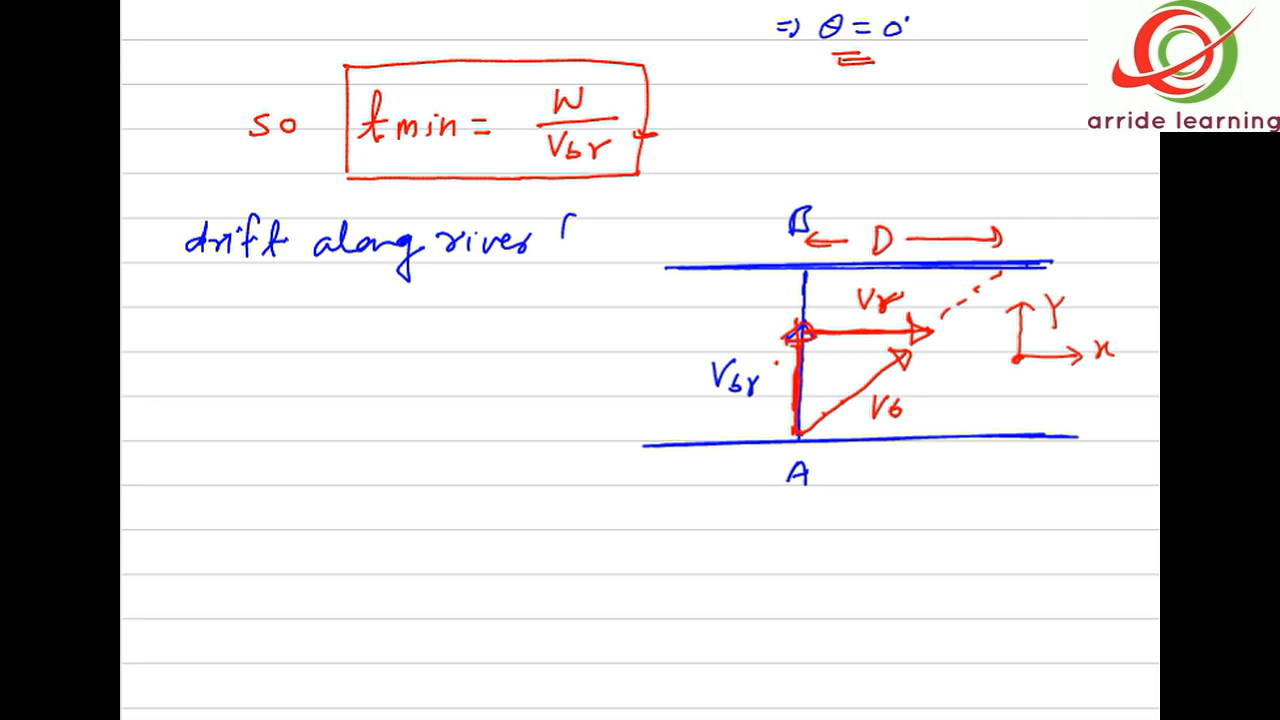 ⇒ θ = 0°
so tmin = W / Vbr
arride learning
drift along river (
B
D
Vr
Y
x
Vbr
Vb
A